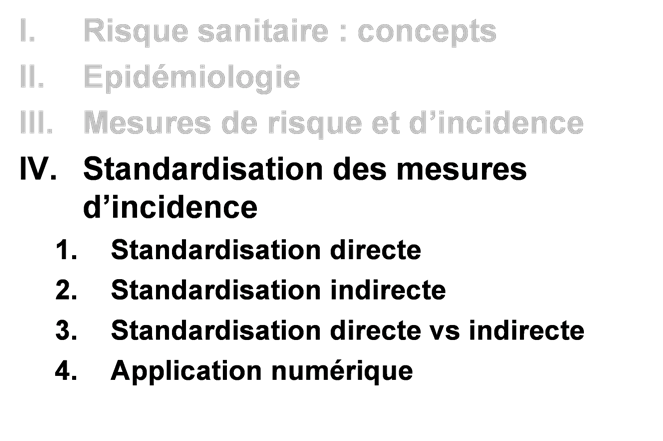 I. Risque sanitaire : concepts
II. Epidémiologie
III. Mesures de risque et d’incidence
IV. Standardisation des mesures
d’incidence
1. Standardisation directe
2. Standardisation indirecte
3. Standardisation directe vs indirecte
4. Application numérique